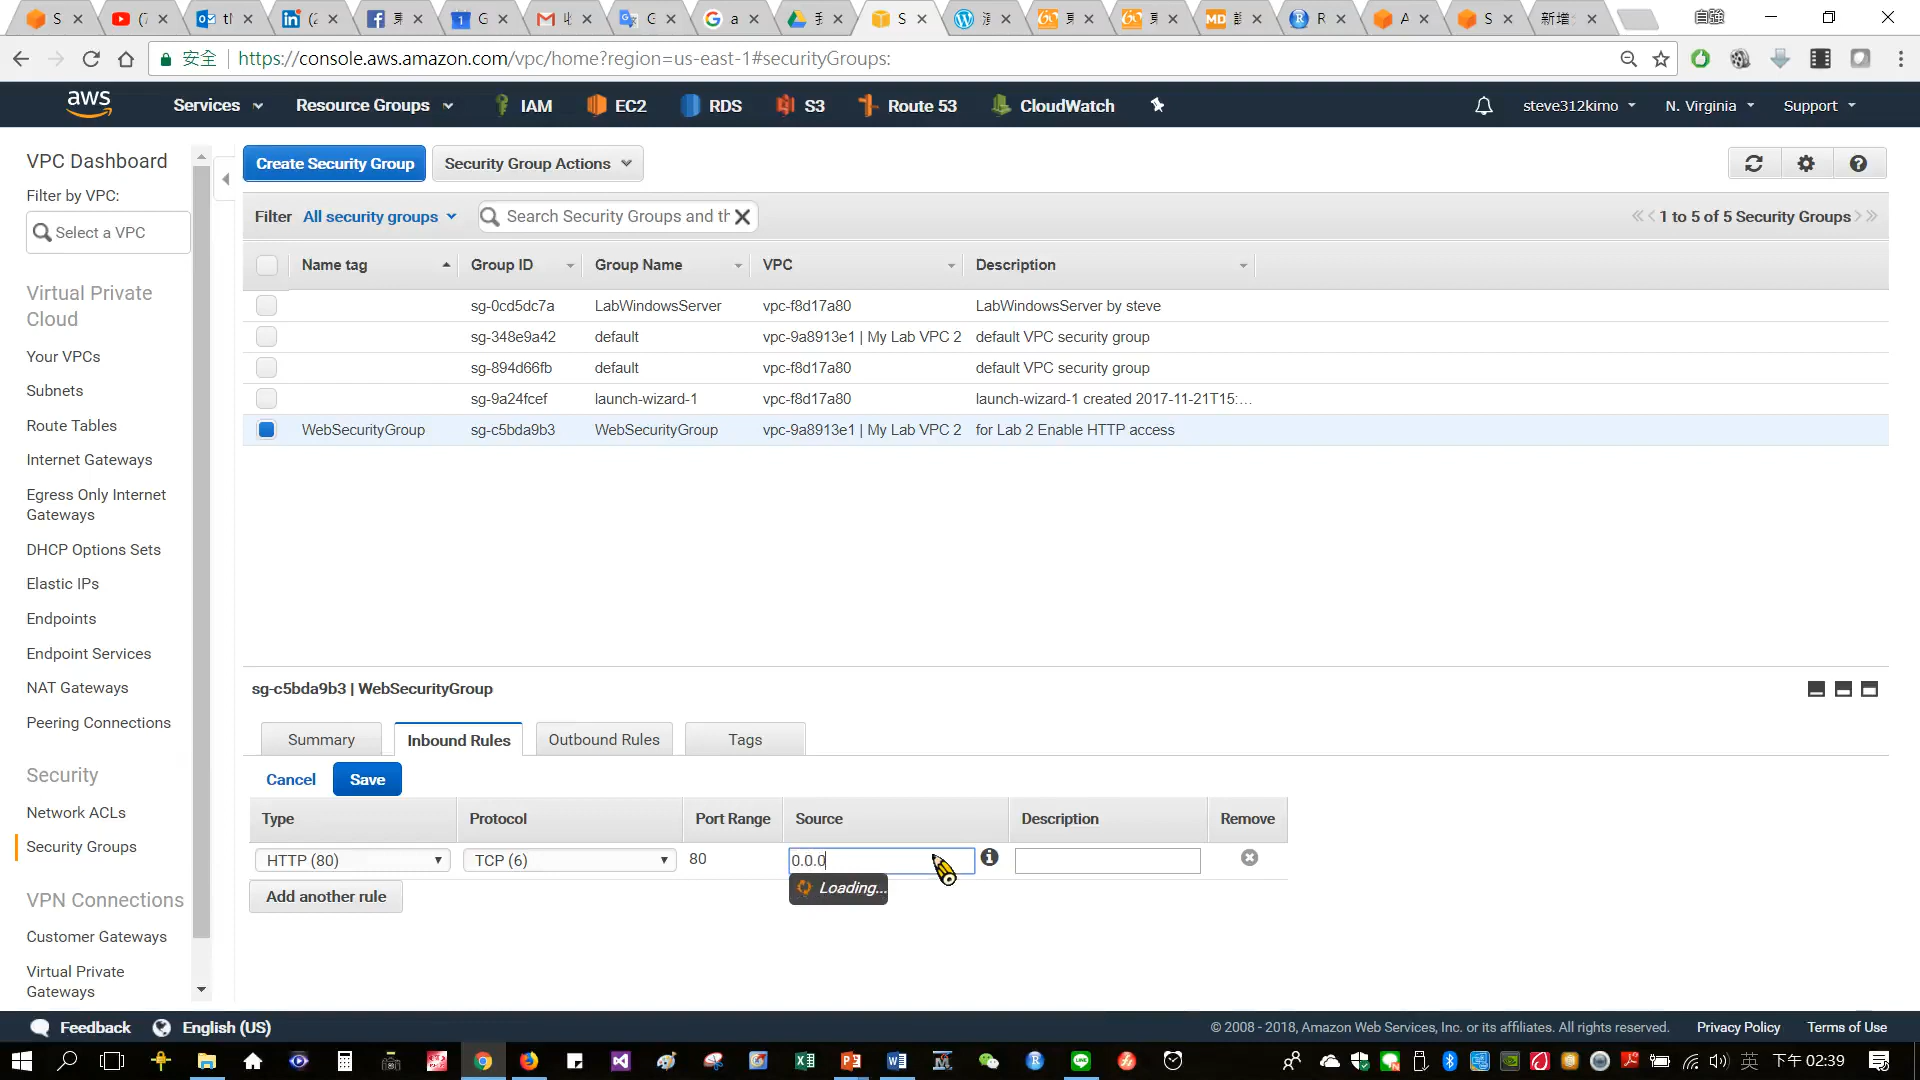 安全 | https://console.aws.amazon.com/vpc/home?region=us-east-1#securityGroups:
自強
aws Services Resource Groups IAM EC2 RDS S3 Route 53 CloudWatch steve312kimo N. Virginia Support
VPC Dashboard
Filter by VPC:
Select a VPC
Virtual Private
Cloud
Your VPCs
Subnets
Route Tables
Internet Gateways
Egress Only Internet
Gateways
DHCP Options Sets
Elastic IPs
Endpoints
Endpoint Services
NAT Gateways
Peering Connections
Security
Network ACLs
Security Groups
VPN Connections
Customer Gateways
Virtual Private
Gateways
Create Security Group Security Group Actions
Filter All security groups Search Security Groups and th 1 to 5 of 5 Security Groups
Name tag Group ID Group Name VPC Description
sg-0cd5dc7a LabWindowsServer vpc-f8d17a80 LabWindowsServer by steve
sg-348e9a42 default vpc-9a8913e1 | My Lab VPC 2 default VPC security group
sg-894d66fb default vpc-f8d17a80 default VPC security group
sg-9a24fcef launch-wizard-1 vpc-f8d17a80 launch-wizard-1 created 2017-11-21T15:...
WebSecurityGroup sg-c5bda9b3 WebSecurityGroup vpc-9a8913e1 | My Lab VPC 2 for Lab 2 Enable HTTP access
sg-c5bda9b3 | WebSecurityGroup
Summary Inbound Rules Outbound Rules Tags
Cancel Save
Type Protocol Port Range Source Description Remove
HTTP (80) TCP (6) 80 0.0.0
Loading...
Add another rule
Feedback English (US) © 2008 - 2018, Amazon Web Services, Inc. or its affiliates. All rights reserved. Privacy Policy Terms of Use
英 下午 02:39